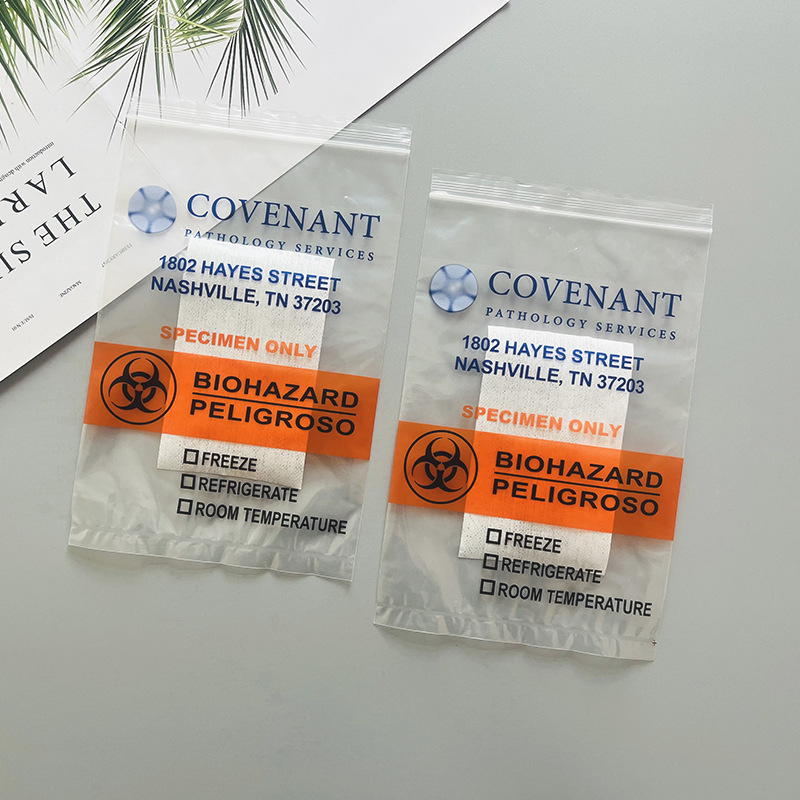 COVENANT
PATHOLOGY SERVICES
1802 HAYES STREET
NASHVILLE, TN 37203
SPECIMEN ONLY
BIOHAZARD
PELIGROSO
FREEZE
REFRIGERATE
ROOM TEMPERATURE
COVENANT
PATHOLOGY SERVICES
1802 HAYES STREET
NASHVILLE, TN 37203
SPECIMEN ONLY
BIOHAZARD
PELIGROSO
FREEZE
REFRIGERATE
ROOM TEMPERATURE
THE
MAGAZINE